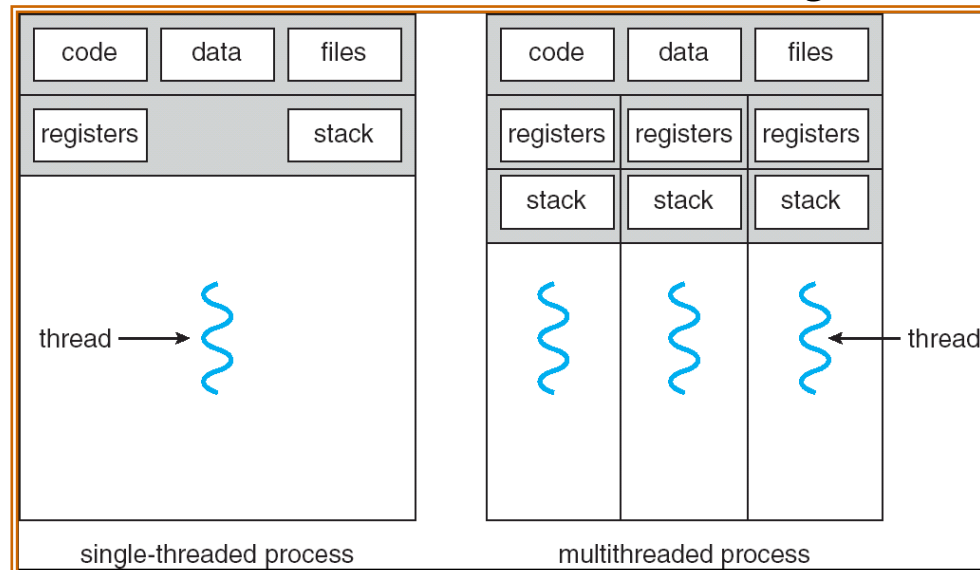 code data files
registers stack
thread
single-threaded process
code data files
registers registers registers
stack stack stack
thread
multithreaded process